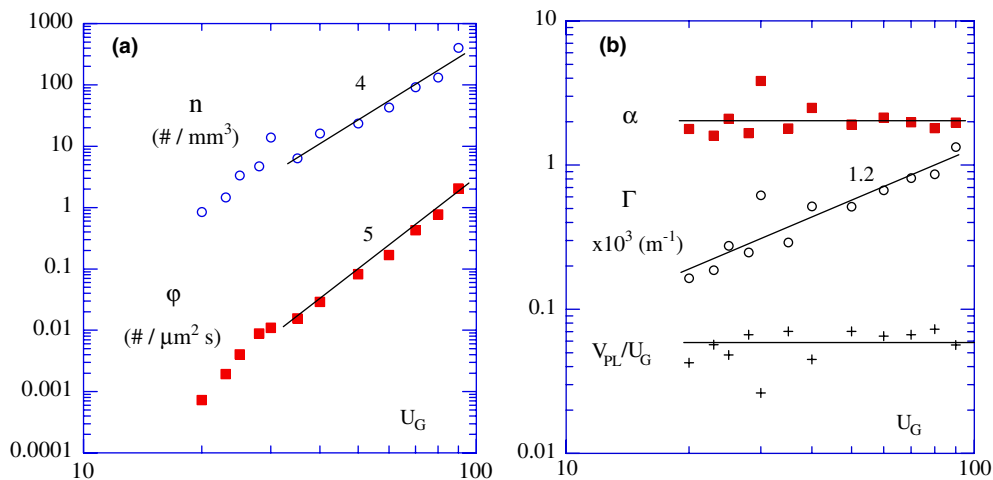 (a)
1000
100
10
1
0.1
0.01
0.001
0.0001
n
(# / mm³)
4
φ
(# / μm² s)
5
U_G
10
100
(b)
10
1
0.1
0.01
α
Γ
x10³ (m⁻¹)
1.2
V_PL/U_G
U_G
10
100